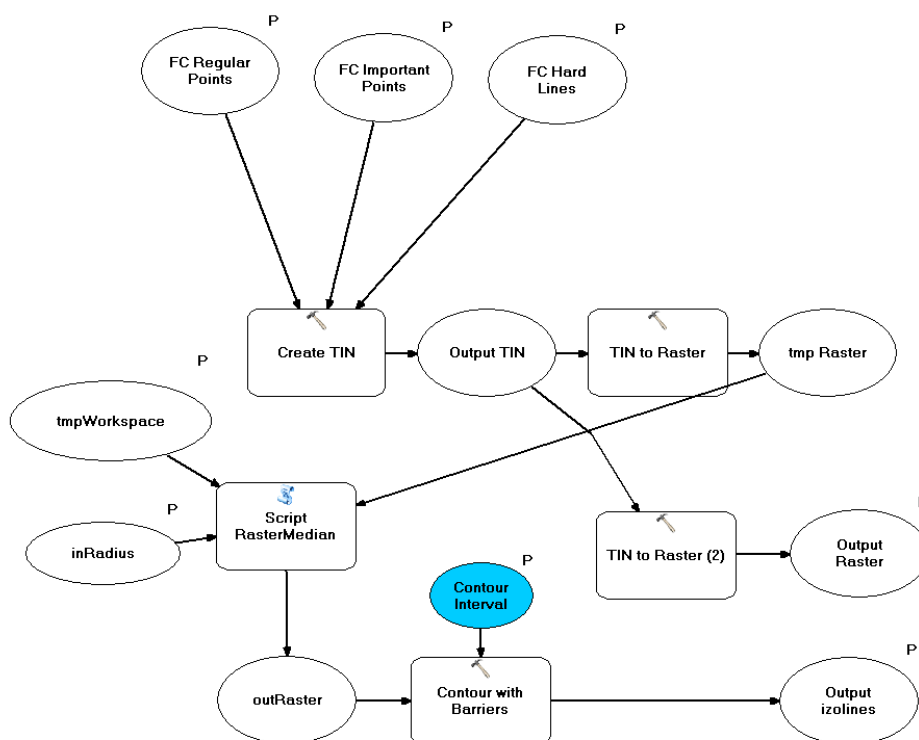 P
P
P
FC Regular
Points
FC Important
Points
FC Hard
Lines
Create TIN
Output TIN
TIN to Raster
tmp Raster
P
tmpWorkspace
P
inRadius
Script
RasterMedian
TIN to Raster (2)
Output
Raster
P
Contour
Interval
P
outRaster
Contour with
Barriers
Output
izolines